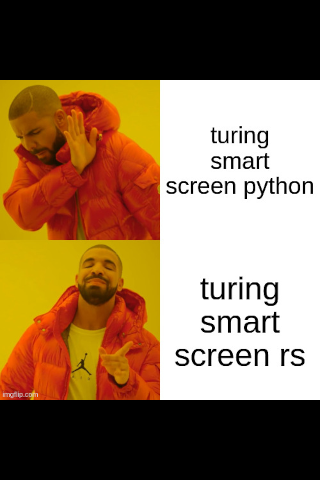 turing
smart
screen python
turing
smart
screen rs
imgflip.com